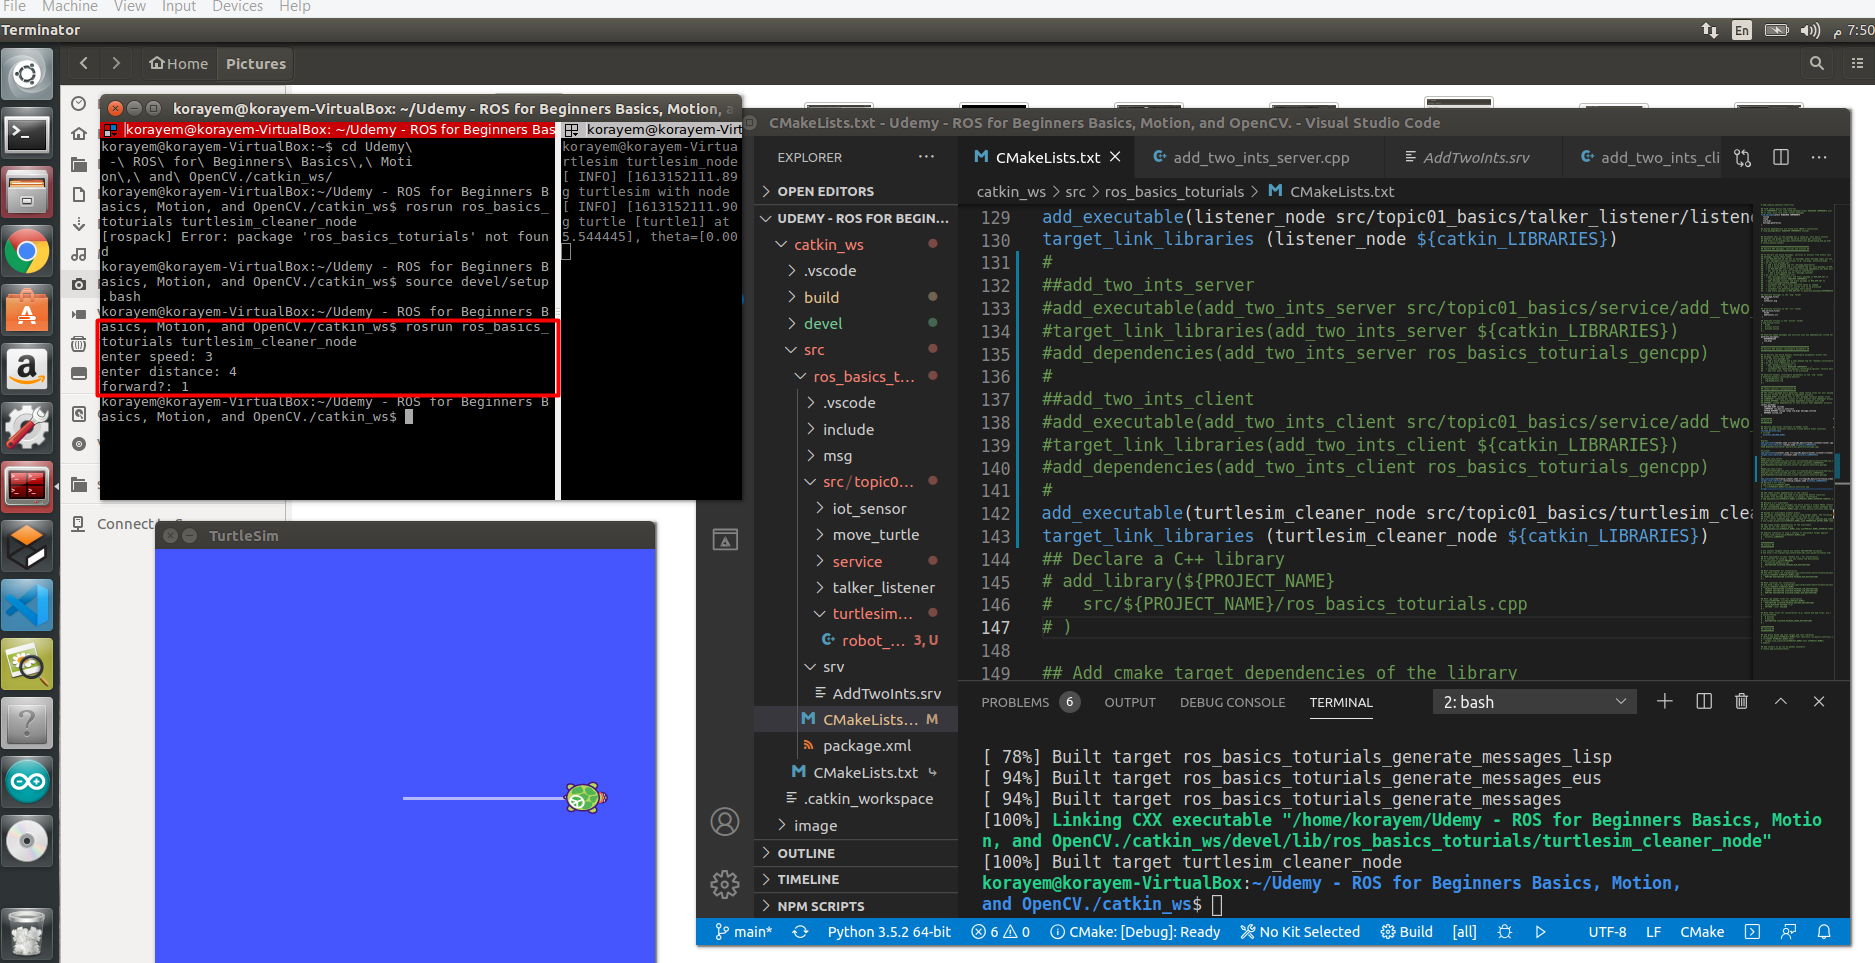 File Machine View Input Devices Help
Terminator
En
م 7:50
Home
Pictures
korayem@korayem-VirtualBox: ~/Udemy - ROS for Beginners Basics, Motion, a
korayem@korayem-VirtualBox: ~/Udemy - ROS for Beginners Bas
korayem@korayem-VirtualBox:~$ cd Udemy\
-\ ROS\ for\ Beginners\ Basics\,\ Moti
on\,\ and\ OpenCV./catkin_ws/
korayem@korayem-VirtualBox:~/Udemy - ROS for Beginners B
asics, Motion, and OpenCV./catkin_ws$ rosrun ros_basics_
toturials turtlesim_cleaner_node
[rospack] Error: package 'ros_basics_toturials' not foun
d
korayem@korayem-VirtualBox:~/Udemy - ROS for Beginners B
asics, Motion, and OpenCV./catkin_ws$ source devel/setup
.bash
korayem@korayem-VirtualBox:~/Udemy - ROS for Beginners B
asics, Motion, and OpenCV./catkin_ws$ rosrun ros_basics_
toturials turtlesim_cleaner_node
enter speed: 3
enter distance: 4
forward?: 1
korayem@korayem-VirtualBox:~/Udemy - ROS for Beginners B
asics, Motion, and OpenCV./catkin_ws$
korayem@korayem-Virt
korayem@korayem-Virtua
rtlesim turtlesim_node
[ INFO] [1613152111.89
g turtlesim with node
[ INFO] [1613152111.90
g turtle [turtle1] at
5.544445], theta=[0.00
Connect
TurtleSim
CMakeLists.txt - Udemy - ROS for Beginners Basics, Motion, and OpenCV. - Visual Studio Code
EXPLORER
OPEN EDITORS
UDEMY - ROS FOR BEGIN...
catkin_ws
.vscode
build
devel
src
ros_basics_t...
.vscode
include
msg
src/topic0...
iot_sensor
move_turtle
service
talker_listener
turtlesim...
robot_... 3, U
srv
AddTwoInts.srv
CMakeLists... M
package.xml
CMakeLists.txt
.catkin_workspace
image
OUTLINE
TIMELINE
NPM SCRIPTS
CMakeLists.txt
add_two_ints_server.cpp
AddTwoInts.srv
add_two_ints_cli
catkin_ws > src > ros_basics_toturials > CMakeLists.txt
129 add_executable(listener_node src/topic01_basics/talker_listener/listen
130 target_link_libraries (listener_node ${catkin_LIBRARIES})
131 #
132 ##add_two_ints_server
133 #add_executable(add_two_ints_server src/topic01_basics/service/add_two
134 #target_link_libraries(add_two_ints_server ${catkin_LIBRARIES})
135 #add_dependencies(add_two_ints_server ros_basics_toturials_gencpp)
136 #
137 ##add_two_ints_client
138 #add_executable(add_two_ints_client src/topic01_basics/service/add_two
139 #target_link_libraries(add_two_ints_client ${catkin_LIBRARIES})
140 #add_dependencies(add_two_ints_client ros_basics_toturials_gencpp)
141 #
142 add_executable(turtlesim_cleaner_node src/topic01_basics/turtlesim_clea
143 target_link_libraries (turtlesim_cleaner_node ${catkin_LIBRARIES})
144 ## Declare a C++ library
145 # add_library(${PROJECT_NAME}
146 #   src/${PROJECT_NAME}/ros_basics_toturials.cpp
147 # )
148
149 ## Add cmake target dependencies of the library
PROBLEMS 6 OUTPUT DEBUG CONSOLE TERMINAL
2: bash
[ 78%] Built target ros_basics_toturials_generate_messages_lisp
[ 94%] Built target ros_basics_toturials_generate_messages_eus
[ 94%] Built target ros_basics_toturials_generate_messages
[100%] Linking CXX executable "/home/korayem/Udemy - ROS for Beginners Basics, Motio
n, and OpenCV./catkin_ws/devel/lib/ros_basics_toturials/turtlesim_cleaner_node"
[100%] Built target turtlesim_cleaner_node
korayem@korayem-VirtualBox:~/Udemy - ROS for Beginners Basics, Motion,
and OpenCV./catkin_ws$
main* Python 3.5.2 64-bit 6 0 CMake: [Debug]: Ready No Kit Selected Build [all] UTF-8 LF CMake